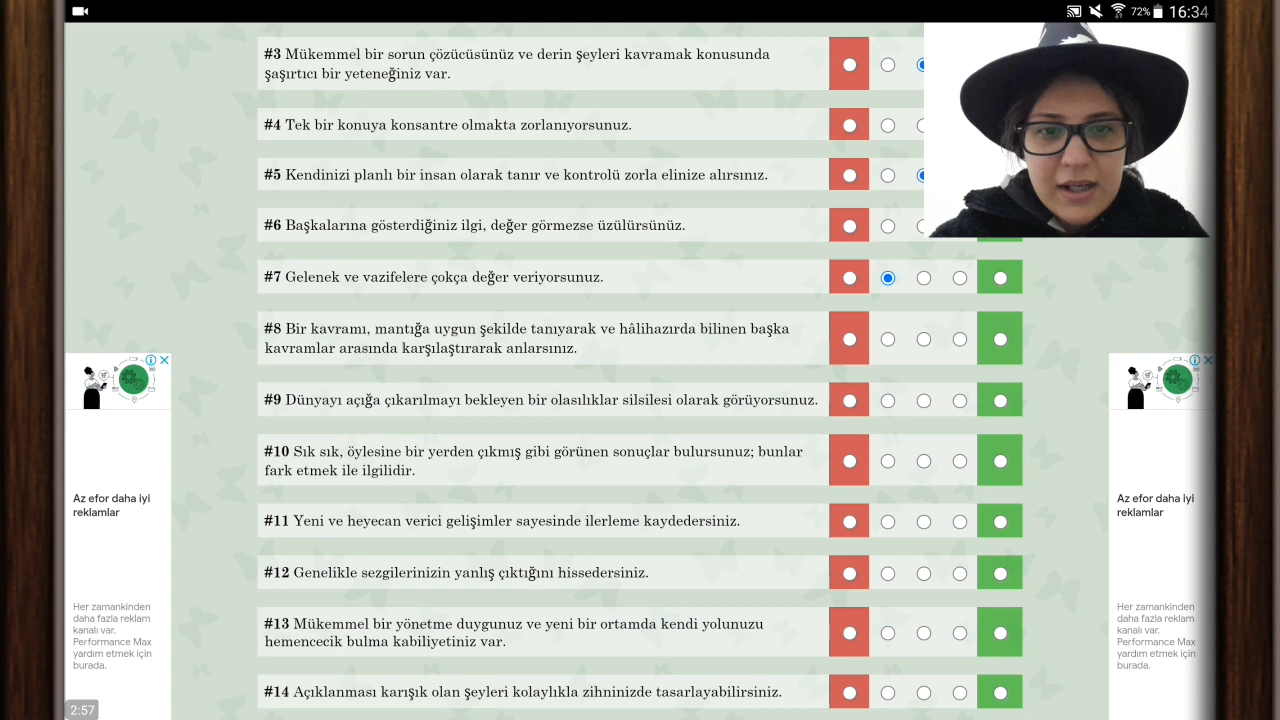 72% 16:34
#3 Mükemmel bir sorun çözücüsünüz ve derin şeyleri kavramak konusunda
şaşırtıcı bir yeteneğiniz var.
#4 Tek bir konuya konsantre olmakta zorlanıyorsunuz.
#5 Kendinizi planlı bir insan olarak tanır ve kontrolü zorla elinize alırsınız.
#6 Başkalarına gösterdiğiniz ilgi, değer görmezse üzülürsünüz.
#7 Gelenek ve vazifelere çokça değer veriyorsunuz.
#8 Bir kavramı, mantığa uygun şekilde tanıyarak ve hâlihazırda bilinen başka
kavramlar arasında karşılaştırarak anlarsınız.
#9 Dünyayı açığa çıkarılmayı bekleyen bir olasılıklar silsilesi olarak görüyorsunuz.
#10 Sık sık, öylesine bir yerden çıkmış gibi görünen sonuçlar bulursunuz; bunlar
fark etmek ile ilgilidir.
#11 Yeni ve heyecan verici gelişimler sayesinde ilerleme kaydedersiniz.
#12 Genelikle sezgilerinizin yanlış çıktığını hissedersiniz.
#13 Mükemmel bir yönetme duygunuz ve yeni bir ortamda kendi yolunuzu
hemencecik bulma kabiliyetiniz var.
#14 Açıklanması karışık olan şeyleri kolaylıkla zihninizde tasarlayabilirsiniz.
Az efor daha iyi
reklamlar
Her zamankinden
daha fazla reklam
kanalı var.
Performance Max
yardım etmek için
burada.
2:57
Az efor daha iyi
reklamlar
Her zamankinden
daha fazla reklam
kanalı var.
Performance Max
yardım etmek için
burada.